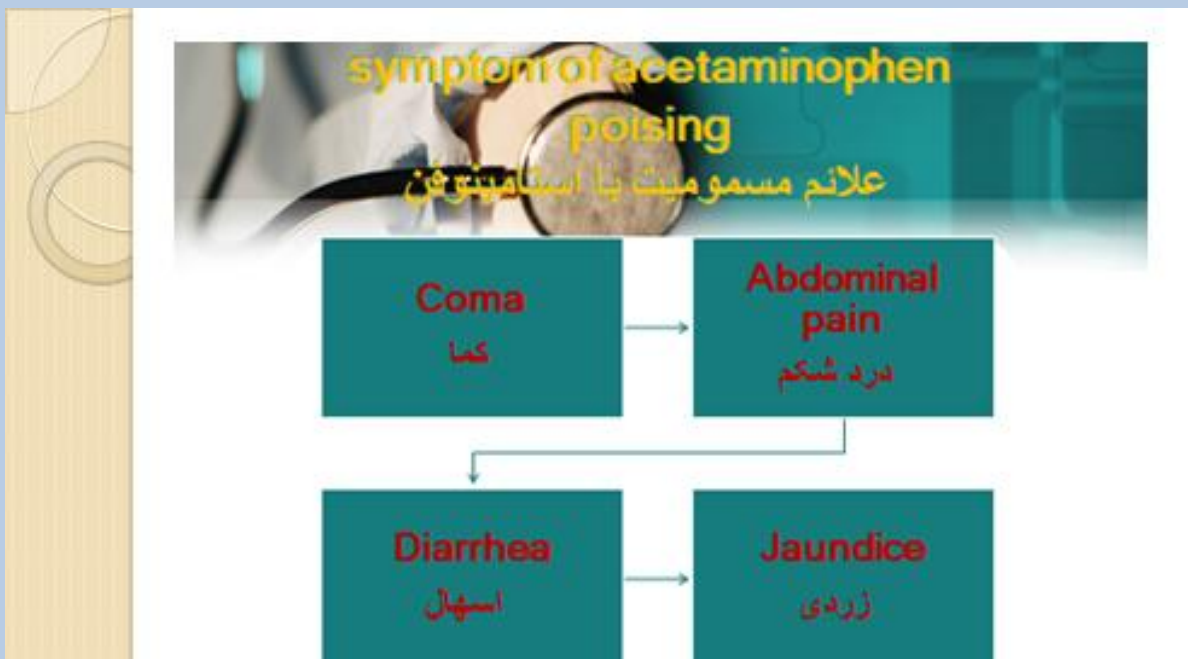 symptom of acetaminophen
poising
علائم مسمومیت با استامینوفن
Coma
کما
Abdominal
pain
درد شکم
Diarrhea
اسهال
Jaundice
زردی